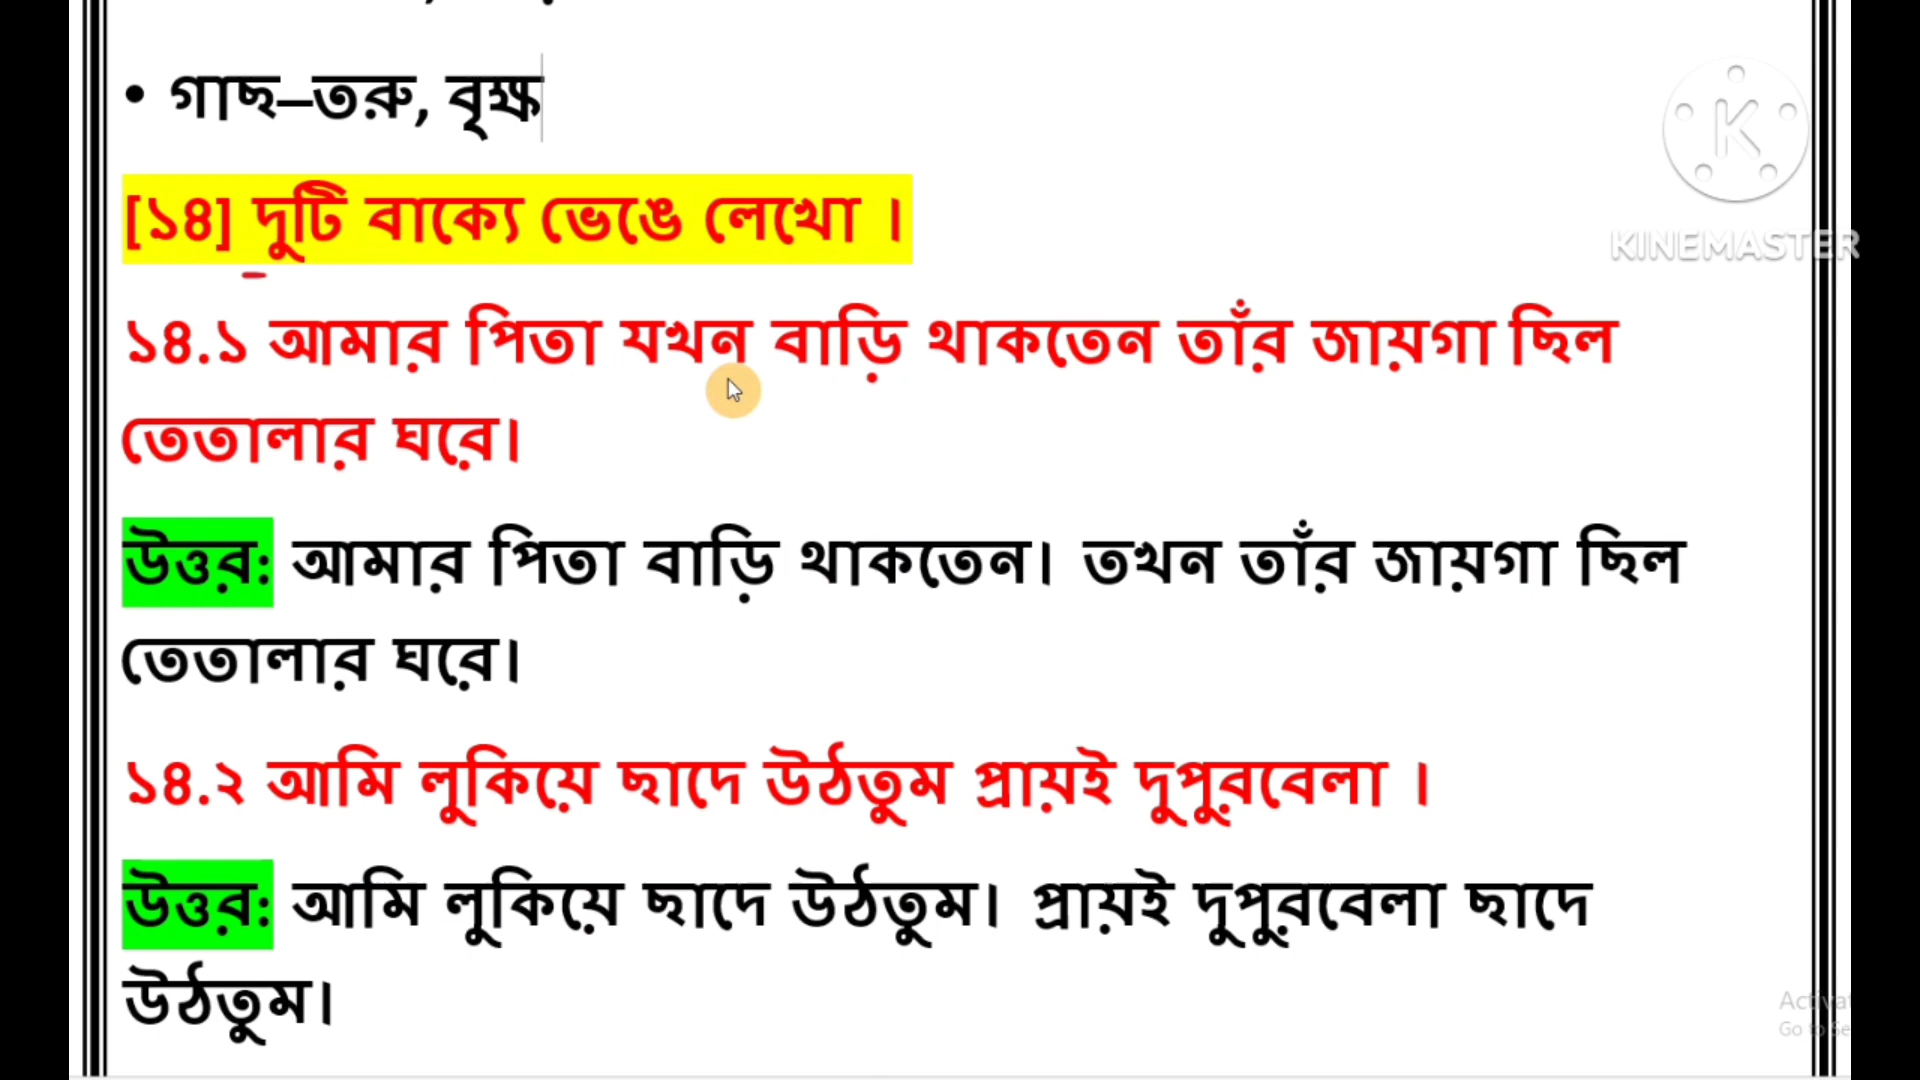 • গাছ–তরু, বৃক্ষ
[১৪] দুটি বাক্যে ভেঙে লেখো ।
১৪.১ আমার পিতা যখন বাড়ি থাকতেন তাঁর জায়গা ছিল
তেতালার ঘরে।
উত্তর: আমার পিতা বাড়ি থাকতেন। তখন তাঁর জায়গা ছিল
তেতালার ঘরে।
১৪.২ আমি লুকিয়ে ছাদে উঠতুম প্রায়ই দুপুরবেলা ।
উত্তর: আমি লুকিয়ে ছাদে উঠতুম। প্রায়ই দুপুরবেলা ছাদে
উঠতুম।
K
KINEMASTER